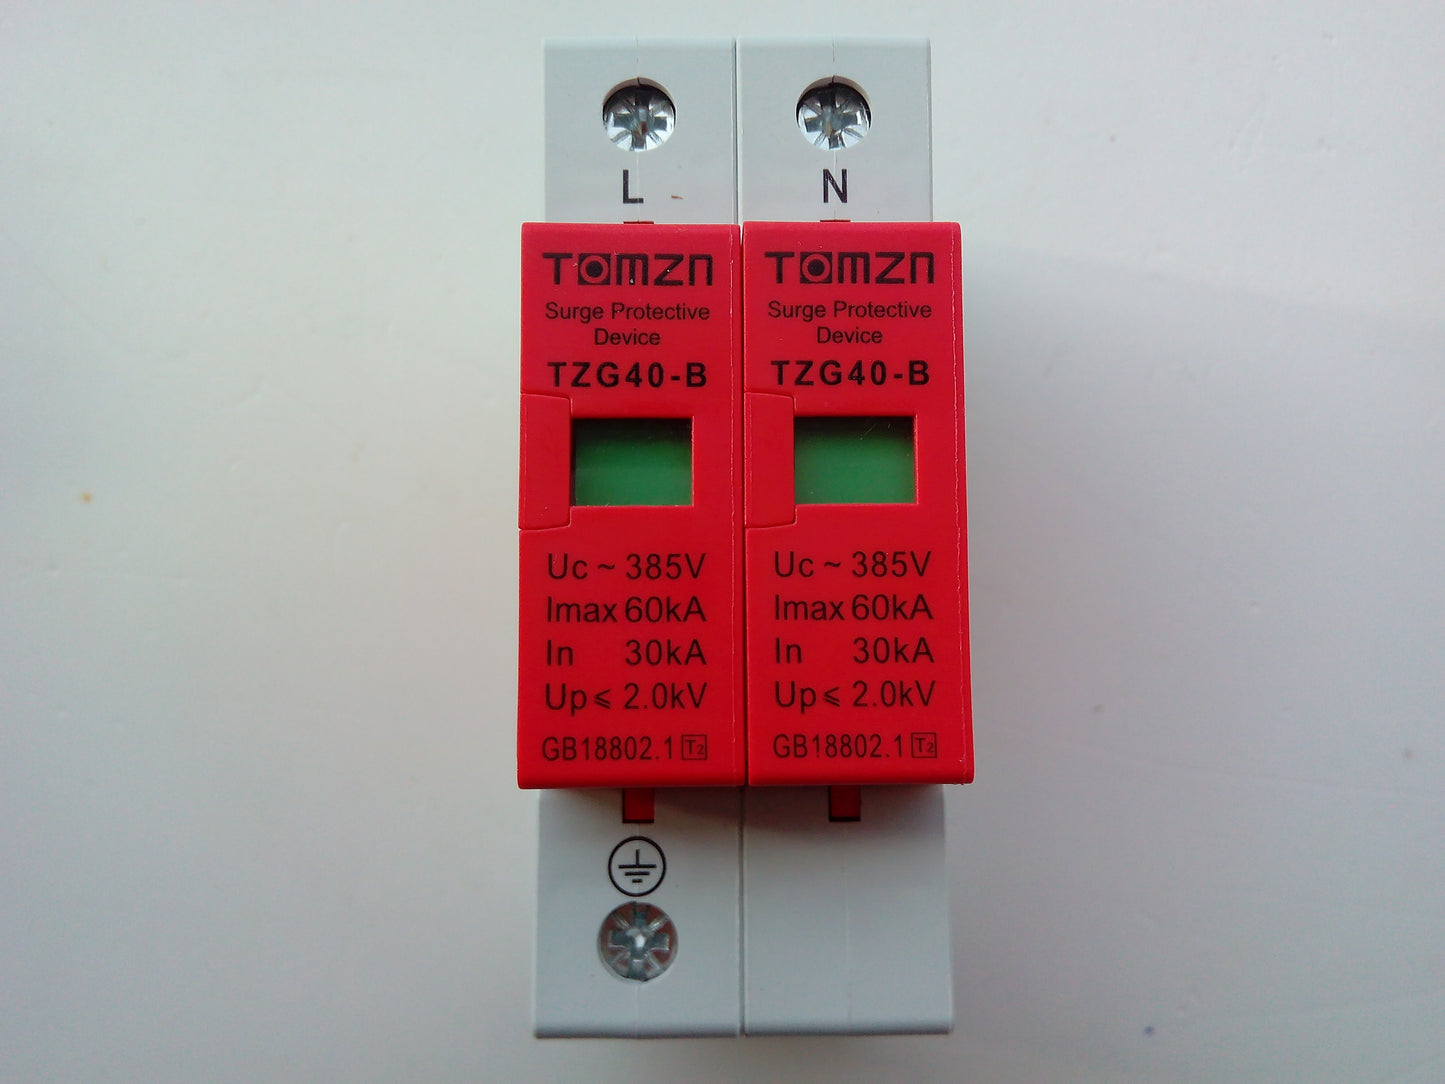 L
N
TOMZN
Surge Protective
Device
TZG40-B
Uc ~ 385V
Imax 60kA
In 30kA
Up ⩽ 2.0kV
GB18802.1 T2
TOMZN
Surge Protective
Device
TZG40-B
Uc ~ 385V
Imax 60kA
In 30kA
Up ⩽ 2.0kV
GB18802.1 T2